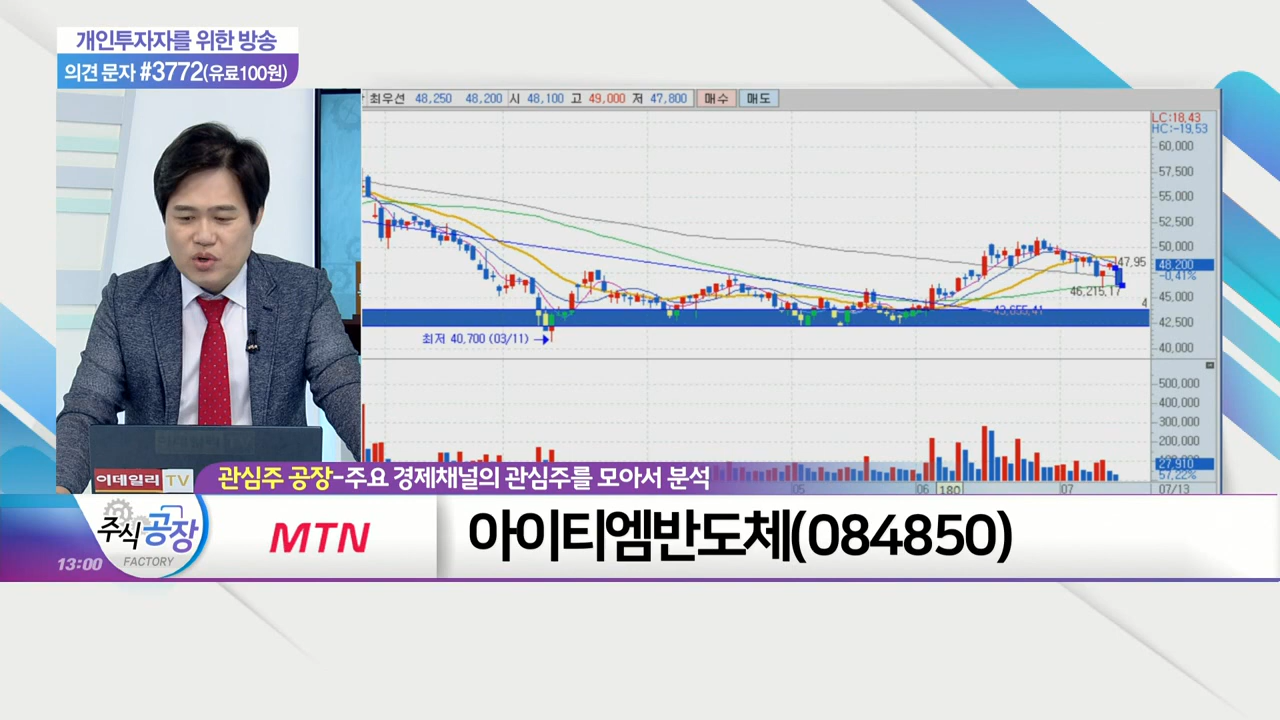 개인투자자를 위한 방송
의견 문자 #3772(유료100원)
최우선 48,250 48,200 시 48,100 고 49,000 저 47,800 매수 매도
LC:18.43
HC:-19.53
60,000
57,500
55,000
52,500
50,000
47.95
48,200
-0.41%
46,215.17
45,000
4
43,655.41
42,500
최저 40,700 (03/11)
40,000
500,000
400,000
300,000
200,000
27,910
57.22%
05 06 180 07 07/13
이데일리 TV
관심주 공장-주요 경제채널의 관심주를 모아서 분석
주식공장
FACTORY
13:00
MTN
아이티엠반도체(084850)